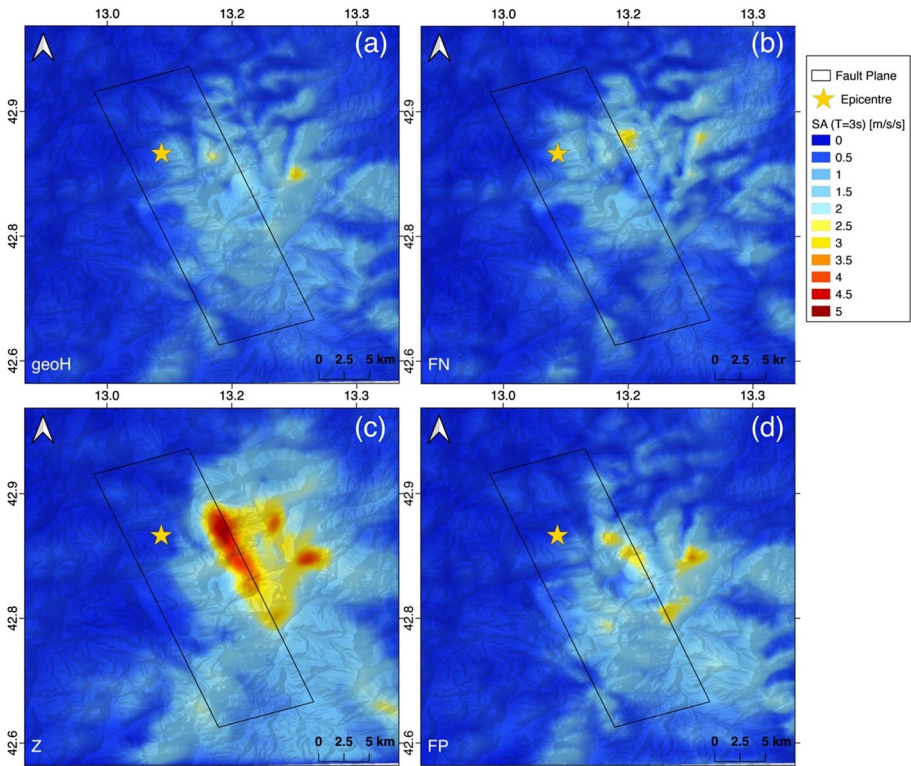 13.0 13.2 13.3 13.0 13.2 13.3
(a) (b)
42.9
42.8
42.6
geoH
0 2.5 5 km
FN
0 2.5 5 kr
Fault Plane
Epicentre
SA (T=3s) [m/s/s]
0
0.5
1
1.5
2
2.5
3
3.5
4
4.5
5
13.0 13.2 13.3 13.0 13.2 13.3
(c) (d)
42.9
42.8
42.6
Z
0 2.5 5 km
FP
0 2.5 5 km